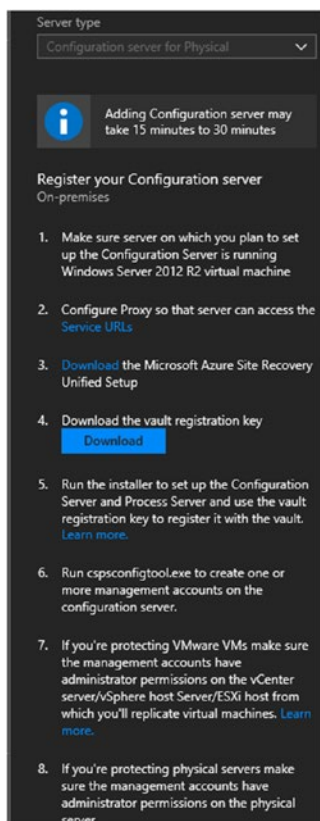 Server type
Configuration server for Physical
Adding Configuration server may
take 15 minutes to 30 minutes
Register your Configuration server
On-premises
1. Make sure server on which you plan to set
up the Configuration Server is running
Windows Server 2012 R2 virtual machine
2. Configure Proxy so that server can access the
Service URLs
3. Download the Microsoft Azure Site Recovery
Unified Setup
4. Download the vault registration key
Download
5. Run the installer to set up the Configuration
Server and Process Server and use the vault
registration key to register it with the vault.
Learn more.
6. Run cspsconfigtool.exe to create one or
more management accounts on the
configuration server.
7. If you're protecting VMware VMs make sure
the management accounts have
administrator permissions on the vCenter
server/vSphere host Server/ESXi host from
which you'll replicate virtual machines. Learn
more.
8. If you're protecting physical servers make
sure the management accounts have
administrator permissions on the physical
server